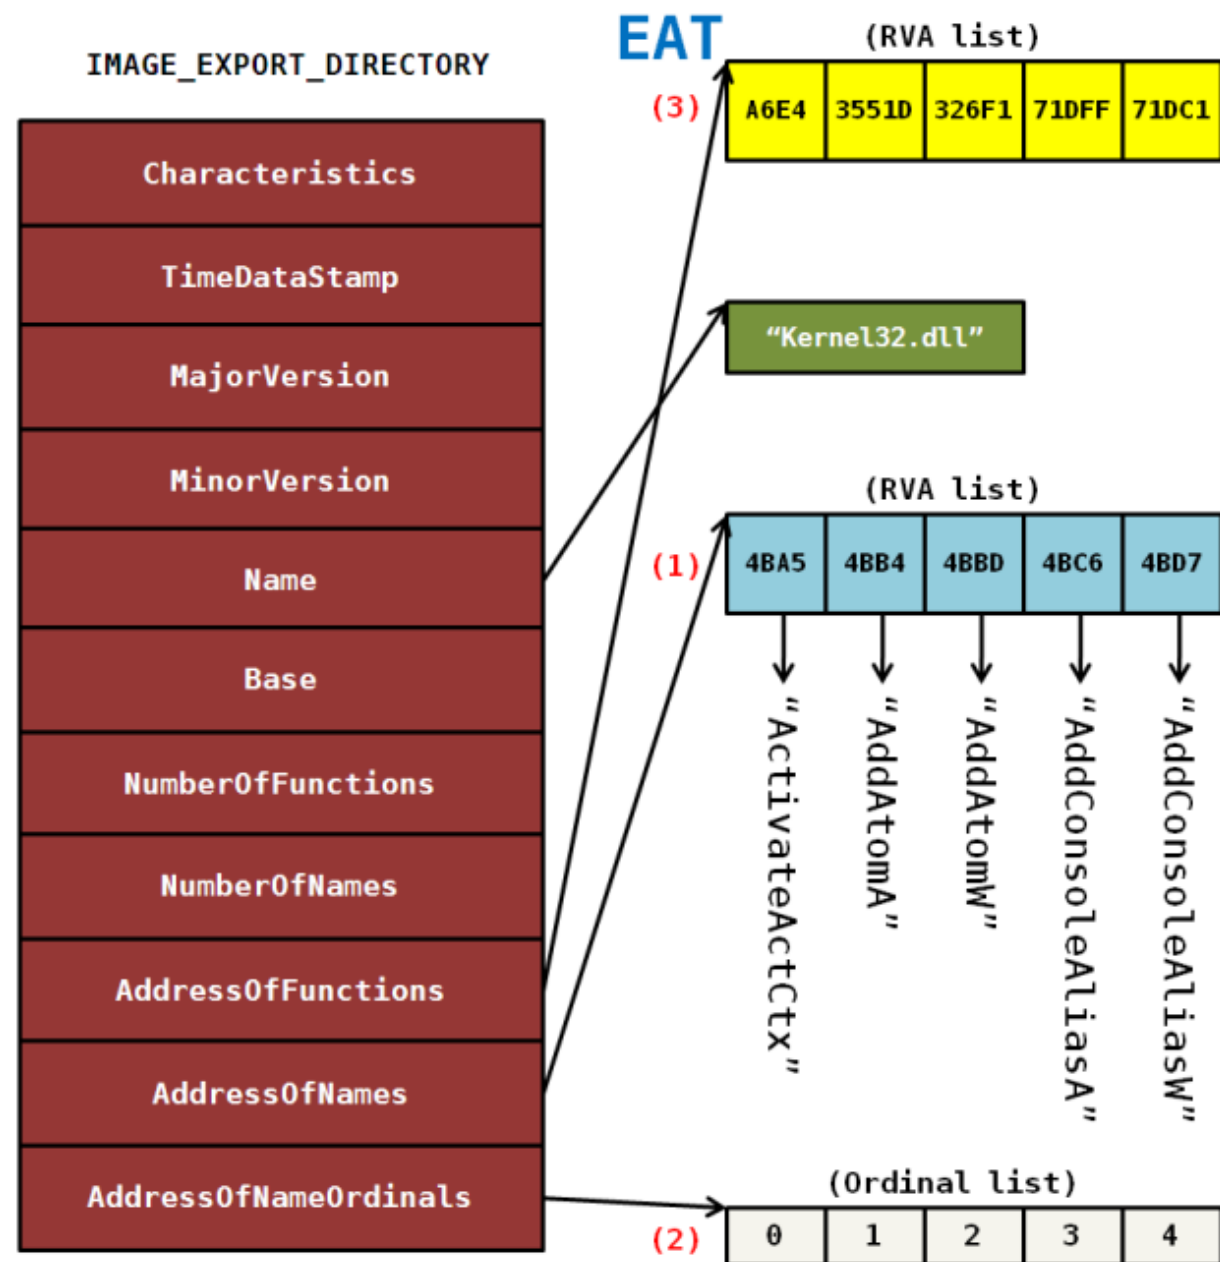 IMAGE_EXPORT_DIRECTORY
Characteristics
TimeDataStamp
MajorVersion
MinorVersion
Name
Base
NumberOfFunctions
NumberOfNames
AddressOfFunctions
AddressOfNames
AddressOfNameOrdinals
EAT
(RVA list)
(3)
A6E4 3551D 326F1 71DFF 71DC1
“Kernel32.dll”
(RVA list)
(1)
4BA5 4BB4 4BBD 4BC6 4BD7
“ActivateActCtx”
“AddAtomA”
“AddAtomW”
“AddConsoleAliasA”
“AddConsoleAliasW”
(Ordinal list)
(2)
0 1 2 3 4